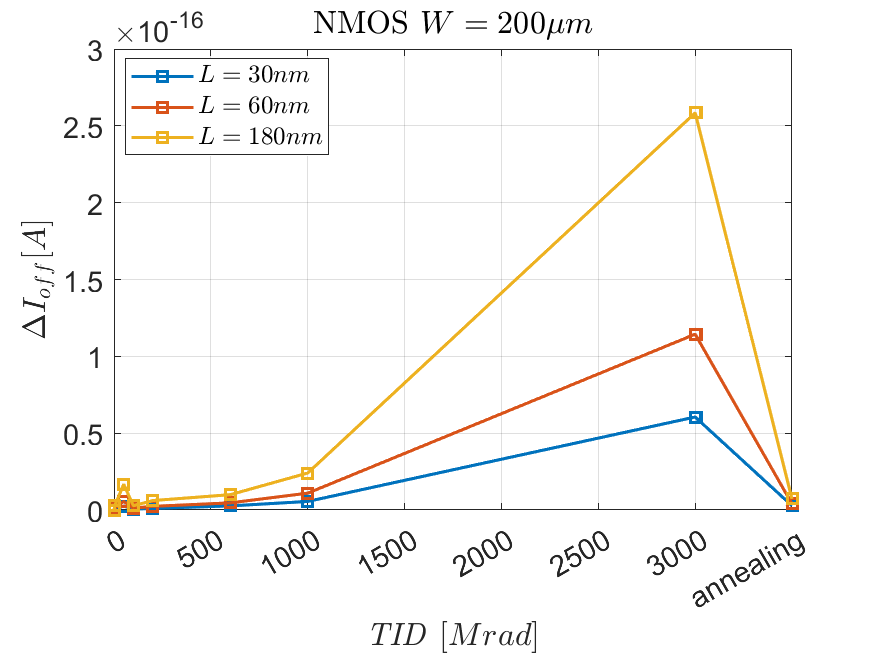 NMOS W = 200μm
×10-16
L = 30nm
L = 60nm
L = 180nm
3
2.5
2
1.5
1
0.5
0
ΔIoff[A]
0
500
1000
1500
2000
2500
3000
annealing
TID [Mrad]